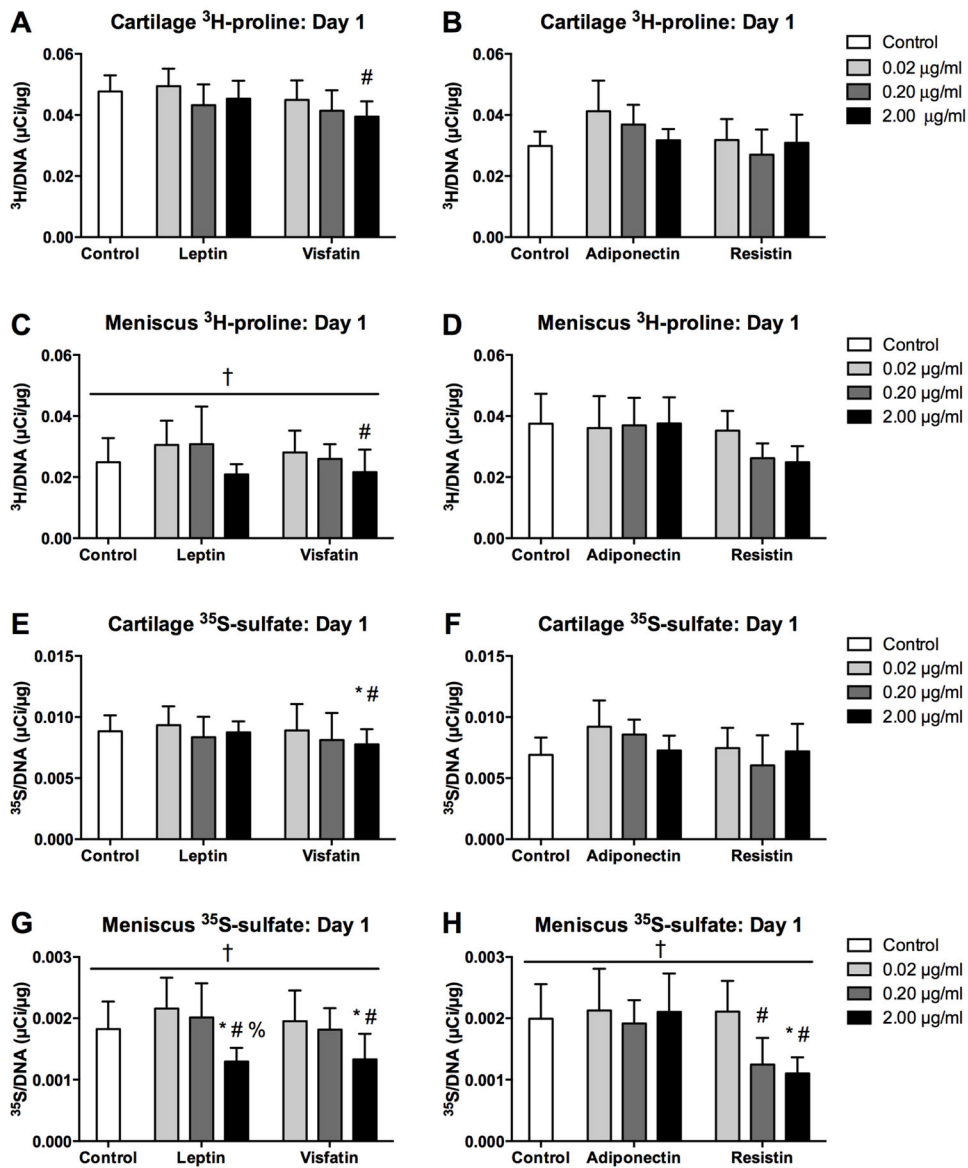 A
Cartilage ³H-proline: Day 1
³H/DNA (µCi/µg)
0.06
0.04
0.02
0.00
#
Control
Leptin
Visfatin
B
Cartilage ³H-proline: Day 1
³H/DNA (µCi/µg)
0.06
0.04
0.02
0.00
Control
Adiponectin
Resistin
Control
0.02 µg/ml
0.20 µg/ml
2.00 µg/ml
C
Meniscus ³H-proline: Day 1
³H/DNA (µCi/µg)
0.06
0.04
0.02
0.00
†
#
Control
Leptin
Visfatin
D
Meniscus ³H-proline: Day 1
³H/DNA (µCi/µg)
0.06
0.04
0.02
0.00
Control
Adiponectin
Resistin
Control
0.02 µg/ml
0.20 µg/ml
2.00 µg/ml
E
Cartilage ³⁵S-sulfate: Day 1
³⁵S/DNA (µCi/µg)
0.015
0.010
0.005
0.000
* #
Control
Leptin
Visfatin
F
Cartilage ³⁵S-sulfate: Day 1
³⁵S/DNA (µCi/µg)
0.015
0.010
0.005
0.000
Control
Adiponectin
Resistin
Control
0.02 µg/ml
0.20 µg/ml
2.00 µg/ml
G
Meniscus ³⁵S-sulfate: Day 1
³⁵S/DNA (µCi/µg)
0.003
0.002
0.001
0.000
†
* # %
* #
Control
Leptin
Visfatin
H
Meniscus ³⁵S-sulfate: Day 1
³⁵S/DNA (µCi/µg)
0.003
0.002
0.001
0.000
†
#
* #
Control
Adiponectin
Resistin
Control
0.02 µg/ml
0.20 µg/ml
2.00 µg/ml